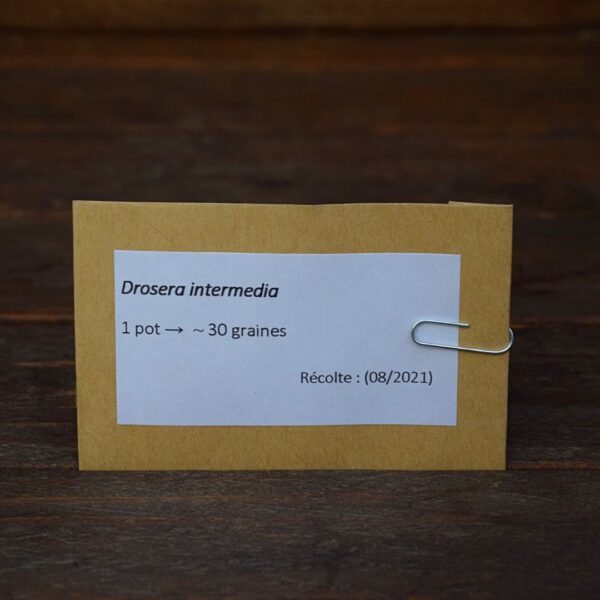 Drosera intermedia
1 pot → ~ 30 graines
Récolte : (08/2021)